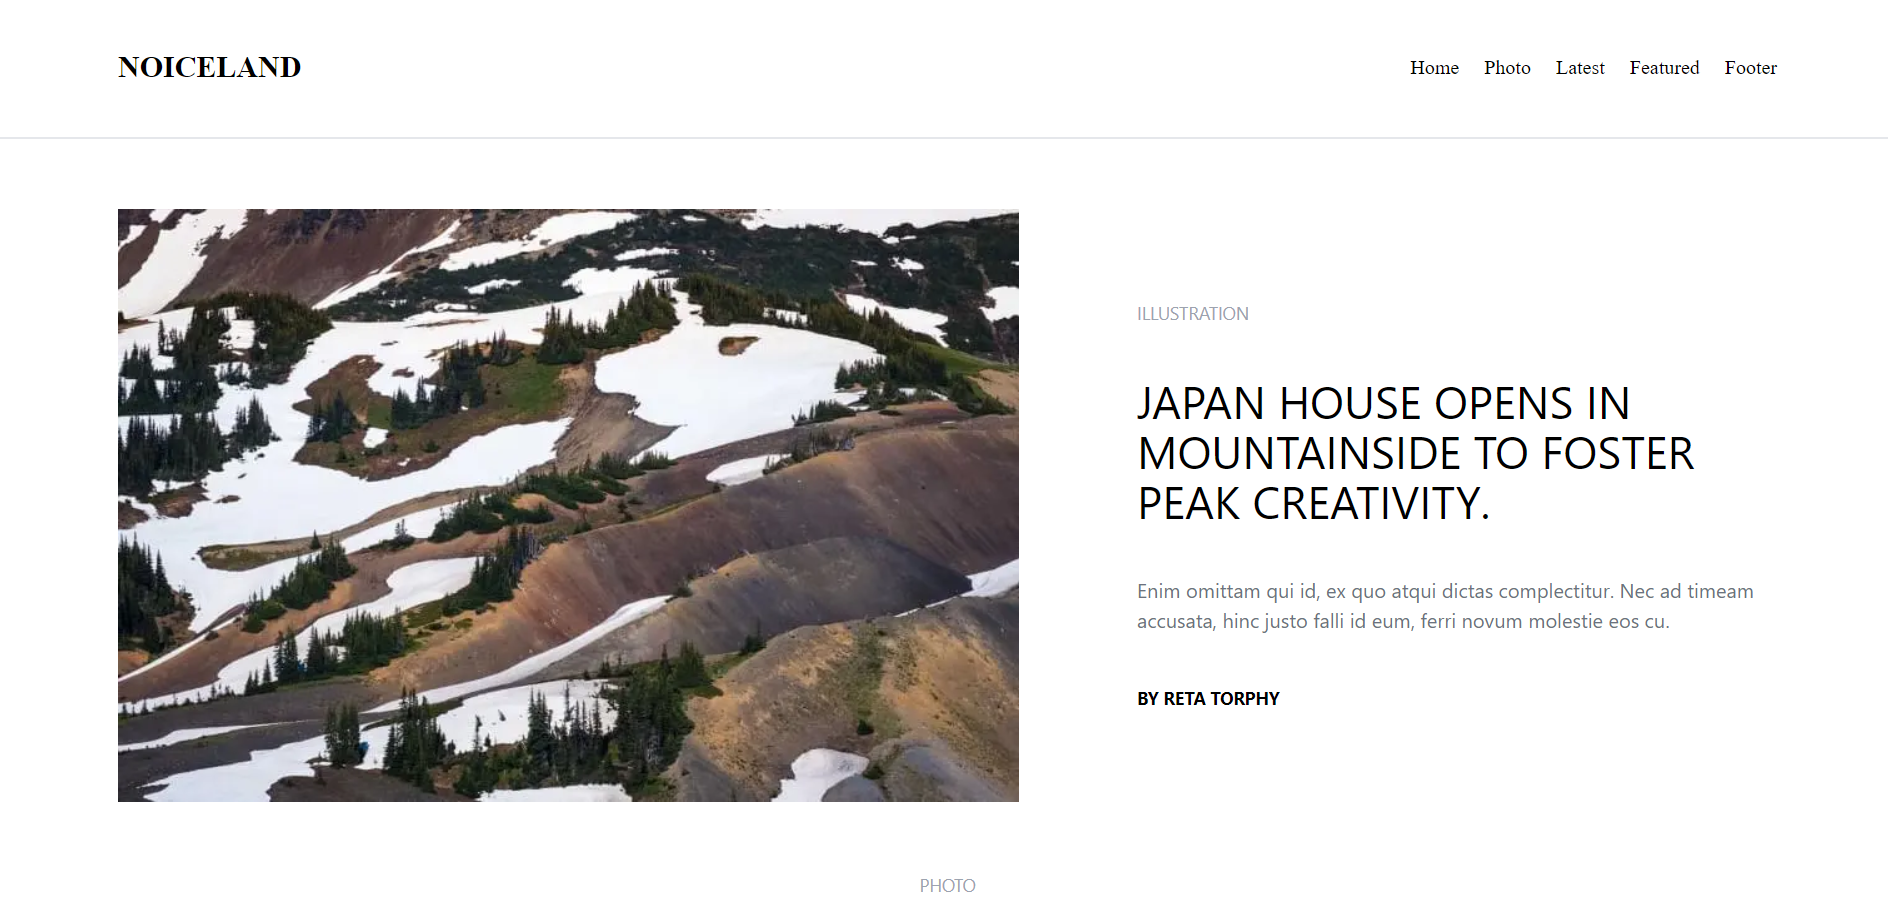 NOICELAND
Home Photo Latest Featured Footer
ILLUSTRATION
JAPAN HOUSE OPENS IN
MOUNTAINSIDE TO FOSTER
PEAK CREATIVITY.
Enim omittam qui id, ex quo atqui dictas complectitur. Nec ad timeam
accusata, hinc justo falli id eum, ferri novum molestie eos cu.
BY RETA TORPHY
PHOTO